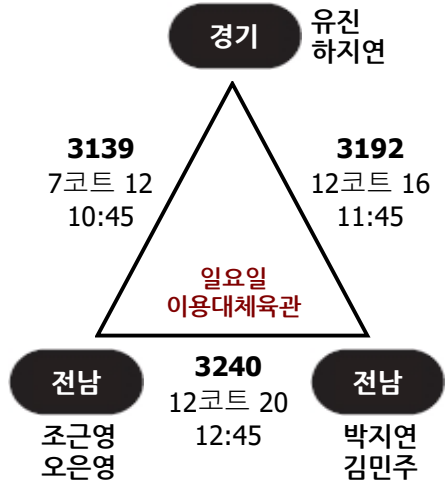 경기
유진
하지연
3139
7코트 12
10:45
3192
12코트 16
11:45
일요일
이용대체육관
전남
조근영
오은영
3240
12코트 20
12:45
전남
박지연
김민주